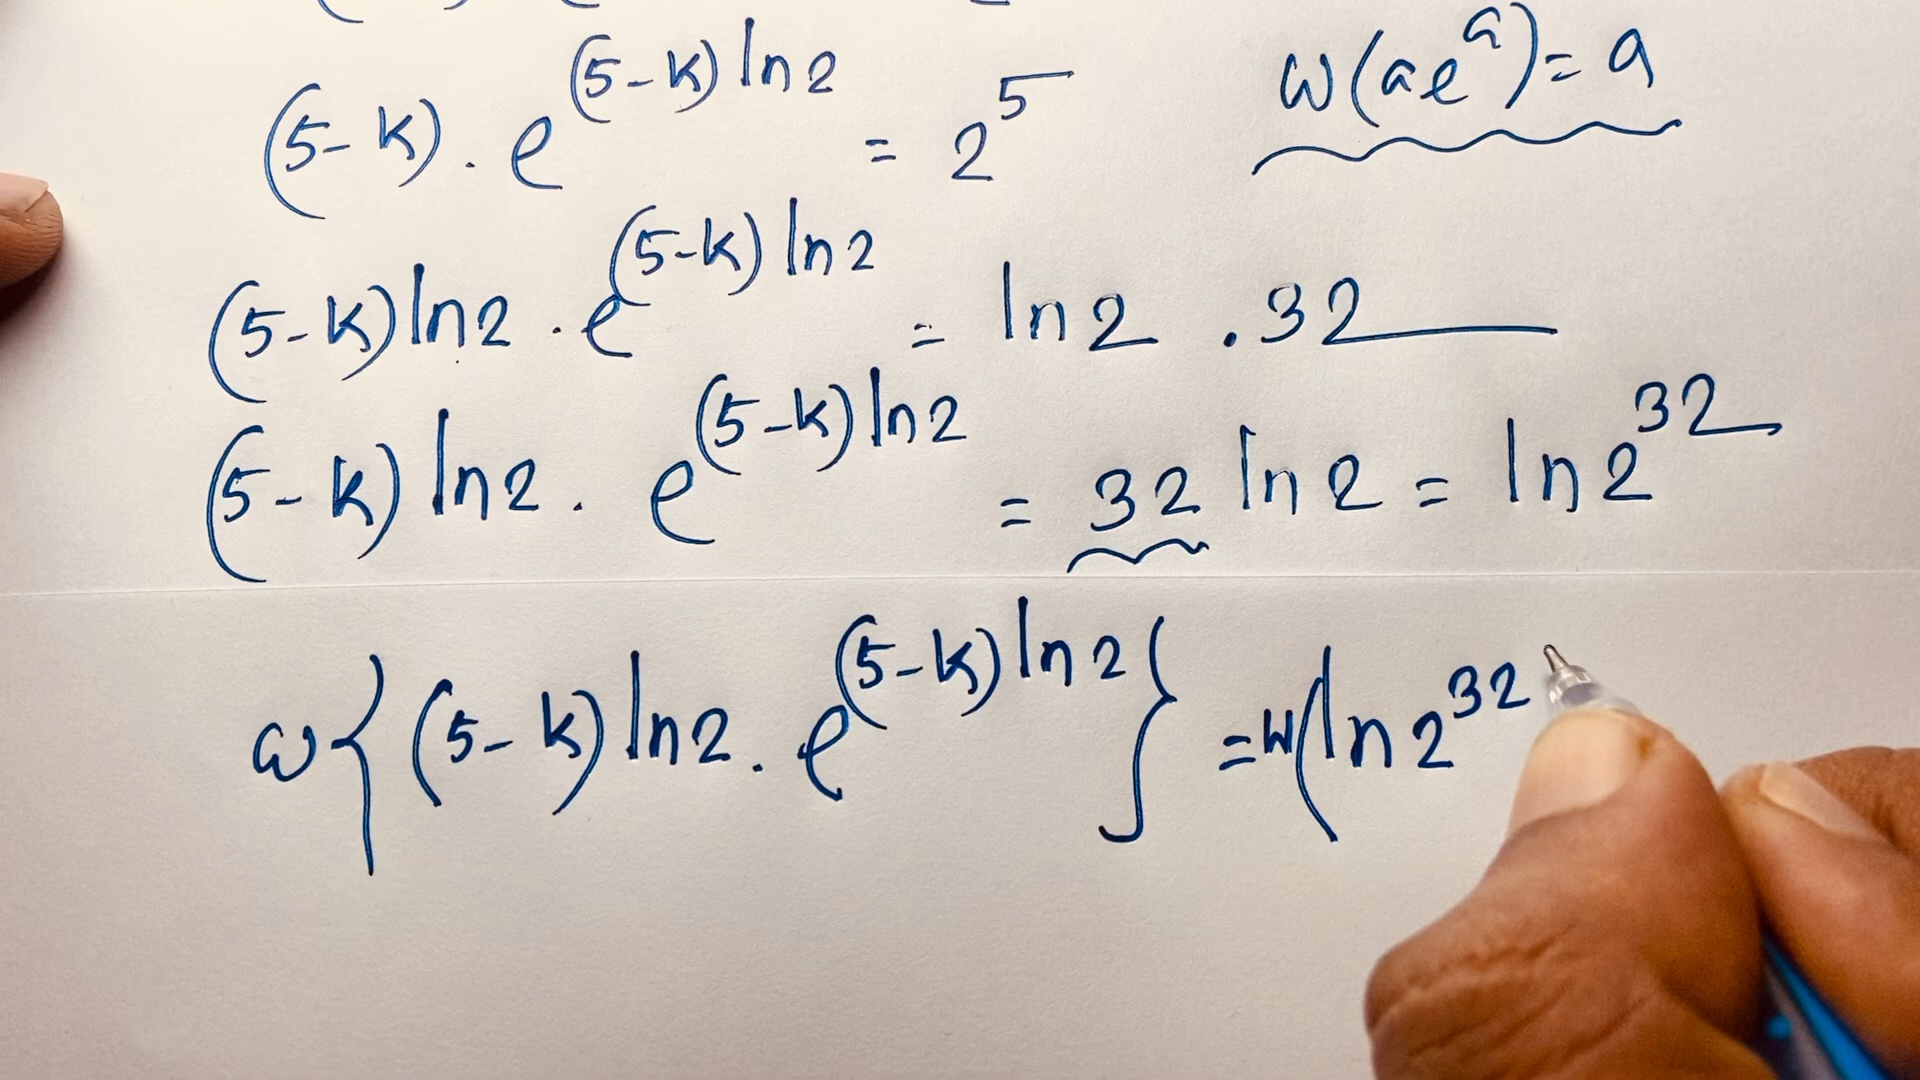 (5-k).e^{(5-k)ln2} = 2^5
w(ae^a)=a
(5-k)ln2.e^{(5-k)ln2} = ln2.32
(5-k)ln2.e^{(5-k)ln2} = 32 ln2 = ln2^{32}
w{(5-k)ln2.e^{(5-k)ln2}} =W(ln2^{32}